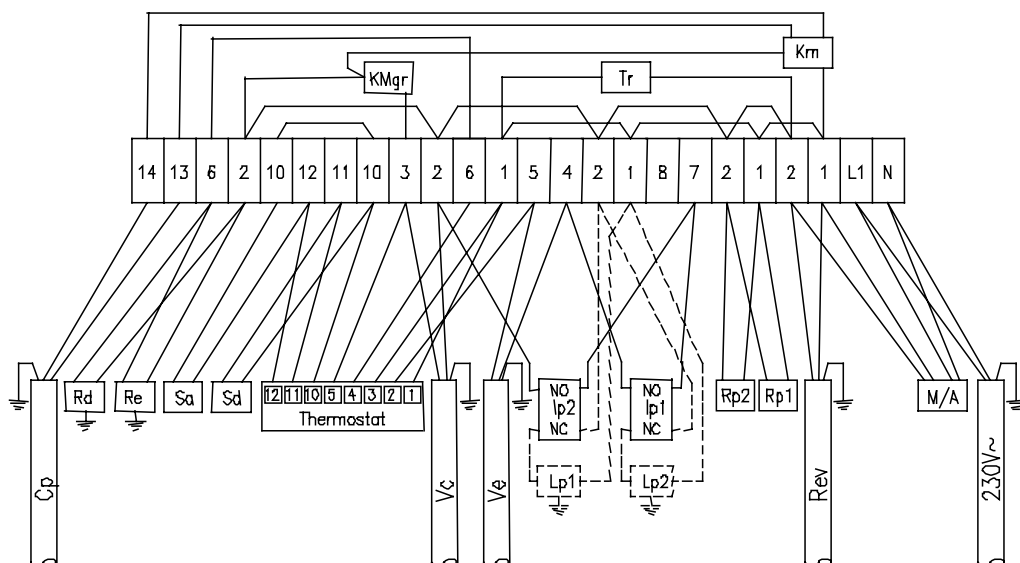 Km
KMgr
Tr
14 13 6 2 10 12 11 10 3 2 6 1 5 4 2 1 8 7 2 1 2 1 L1 N
Rd Re Sa Sd
12 11 10 5 4 3 2 1
Thermostat
NO
Ip2
NC
NO
Ip1
NC
Rp2 Rp1
M/A
Lp1 Lp2
Cp
Vc
Ve
Rev
230V~